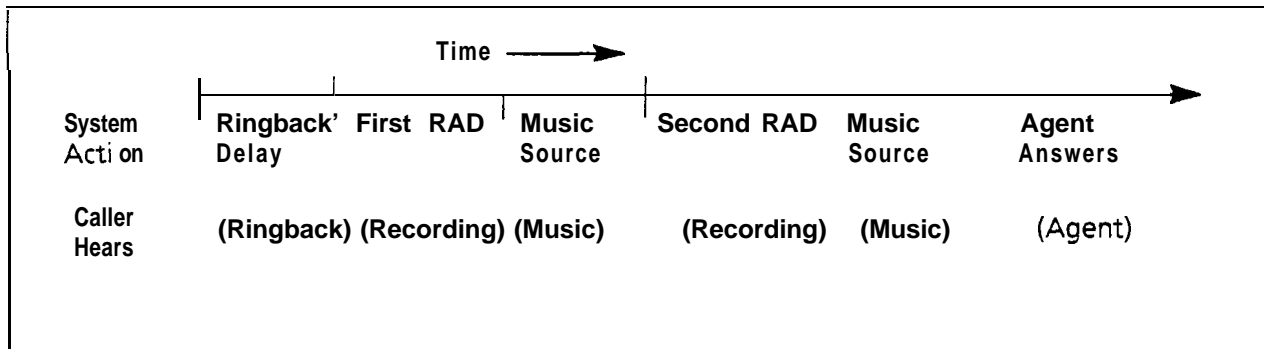 Time
System Ringback’ First RAD Music Second RAD Music Agent
Action Delay Source Source Answers
Caller
Hears (Ringback) (Recording) (Music) (Recording) (Music) (Agent)